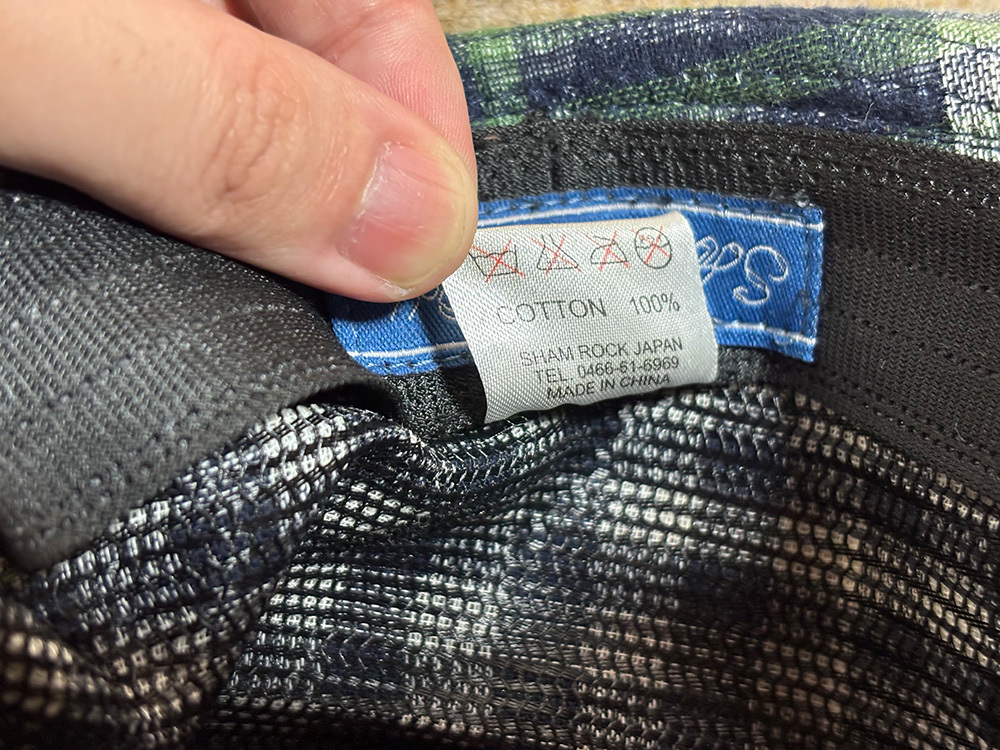 COTTON 100%
SHAM ROCK JAPAN
TEL 0466-61-6969
MADE IN CHINA